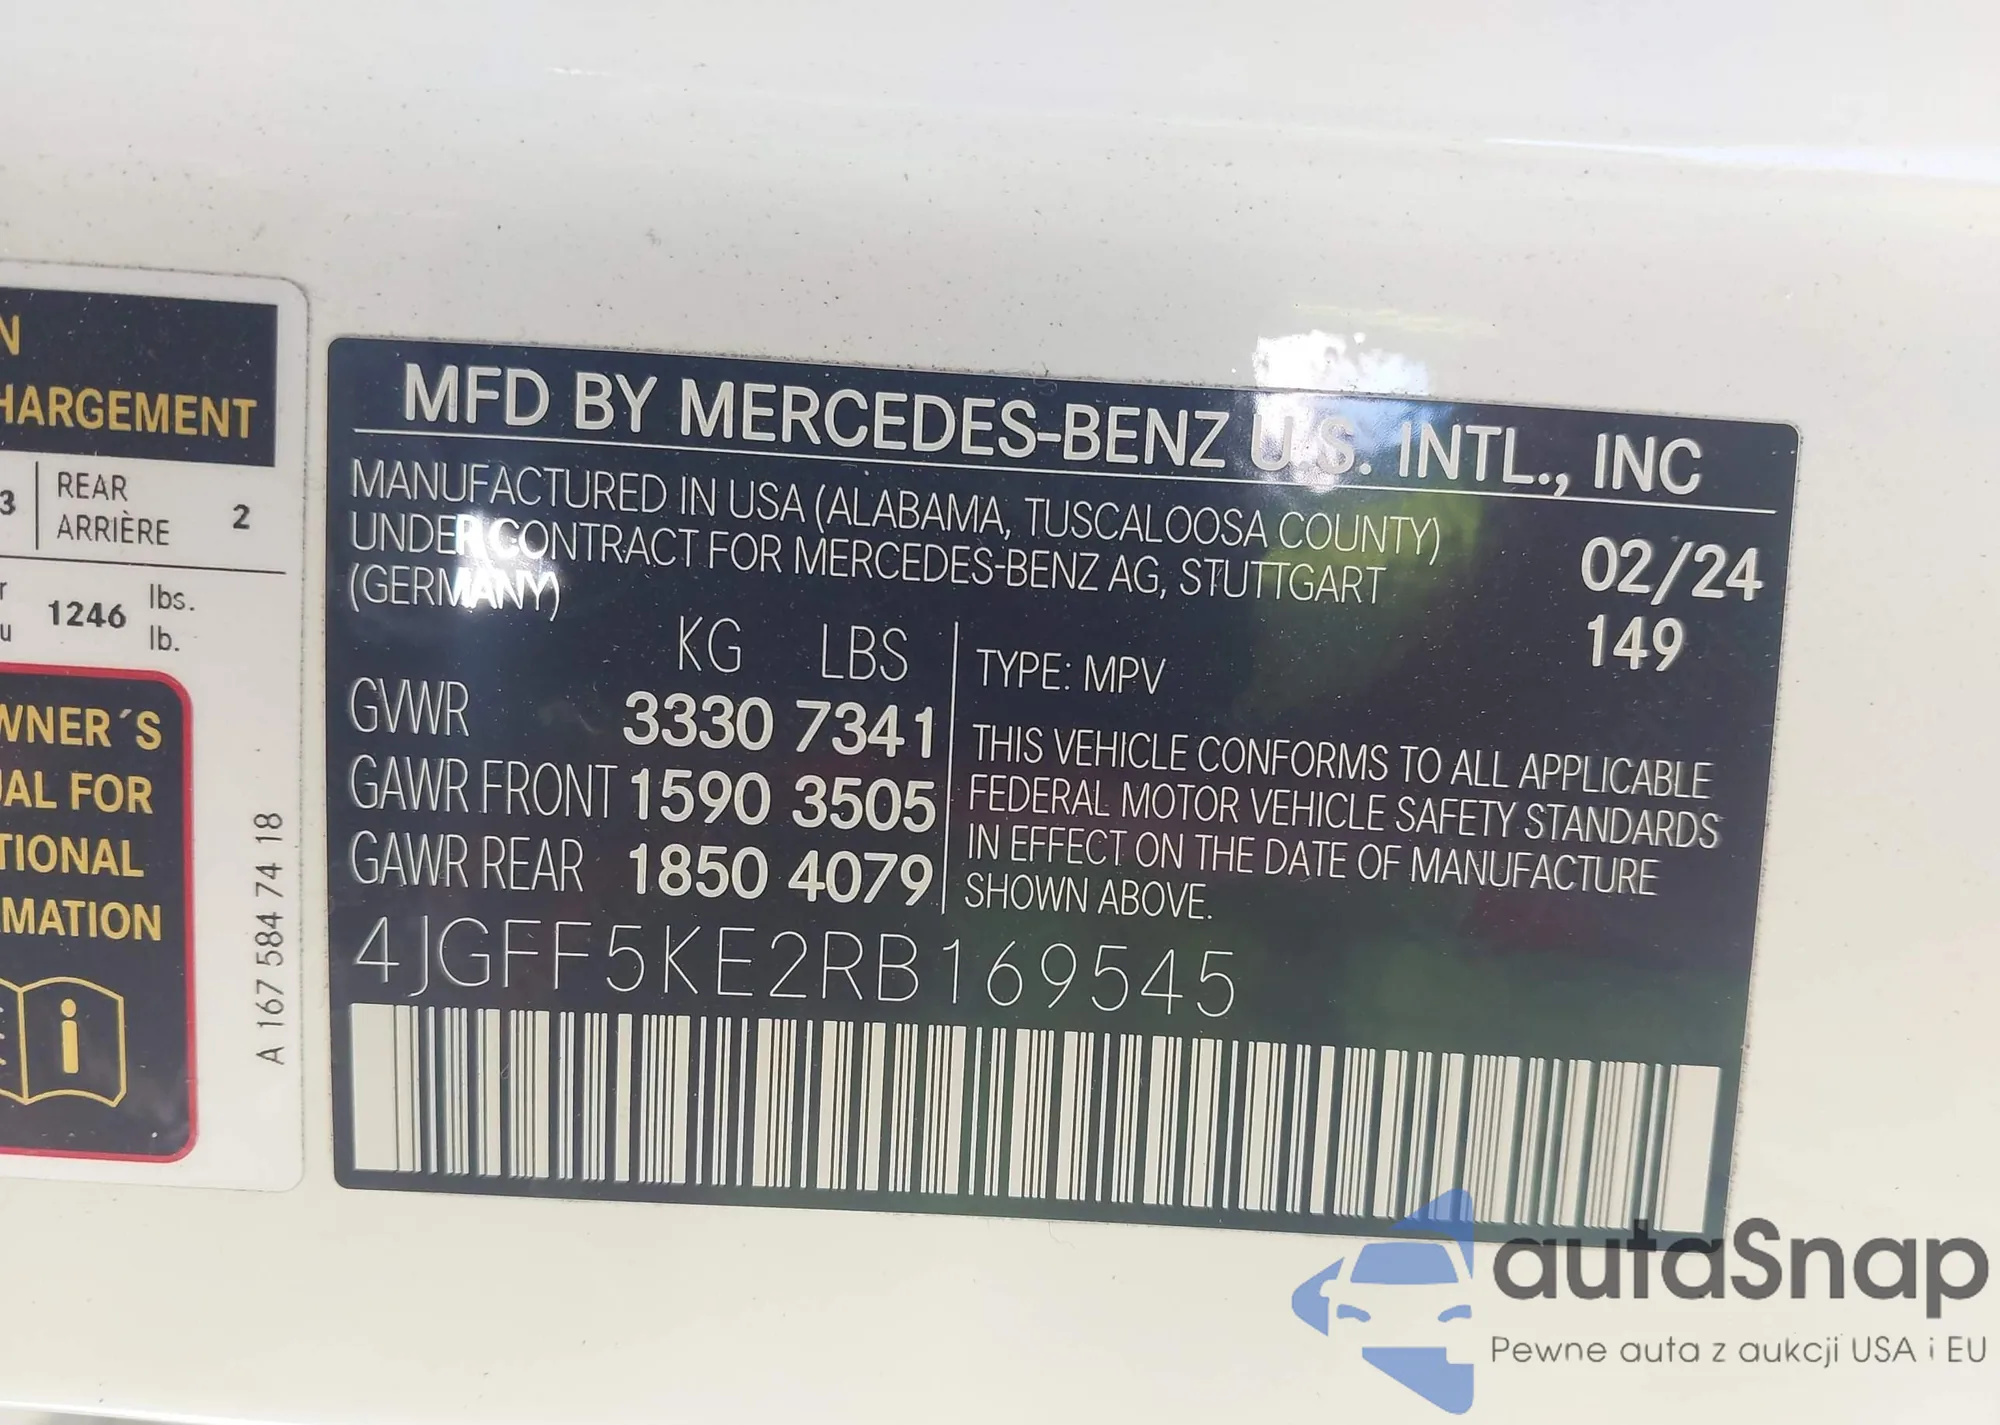 N
HARGEMENT
3 REAR 2
ARRIÈRE
r 1246 lbs.
u lb.
WNER´S
UAL FOR
TIONAL
MATION
i
A 167 584 74 18
MFD BY MERCEDES-BENZ U.S. INTL., INC
MANUFACTURED IN USA (ALABAMA, TUSCALOOSA COUNTY)
UNDER CONTRACT FOR MERCEDES-BENZ AG, STUTTGART
(GERMANY)
02/24
149
KG LBS
GVWR 3330 7341
GAWR FRONT 1590 3505
GAWR REAR 1850 4079
TYPE: MPV
THIS VEHICLE CONFORMS TO ALL APPLICABLE
FEDERAL MOTOR VEHICLE SAFETY STANDARDS
IN EFFECT ON THE DATE OF MANUFACTURE
SHOWN ABOVE.
4JGFF5KE2RB169545
autaSnap
Pewne auta z aukcji USA i EU